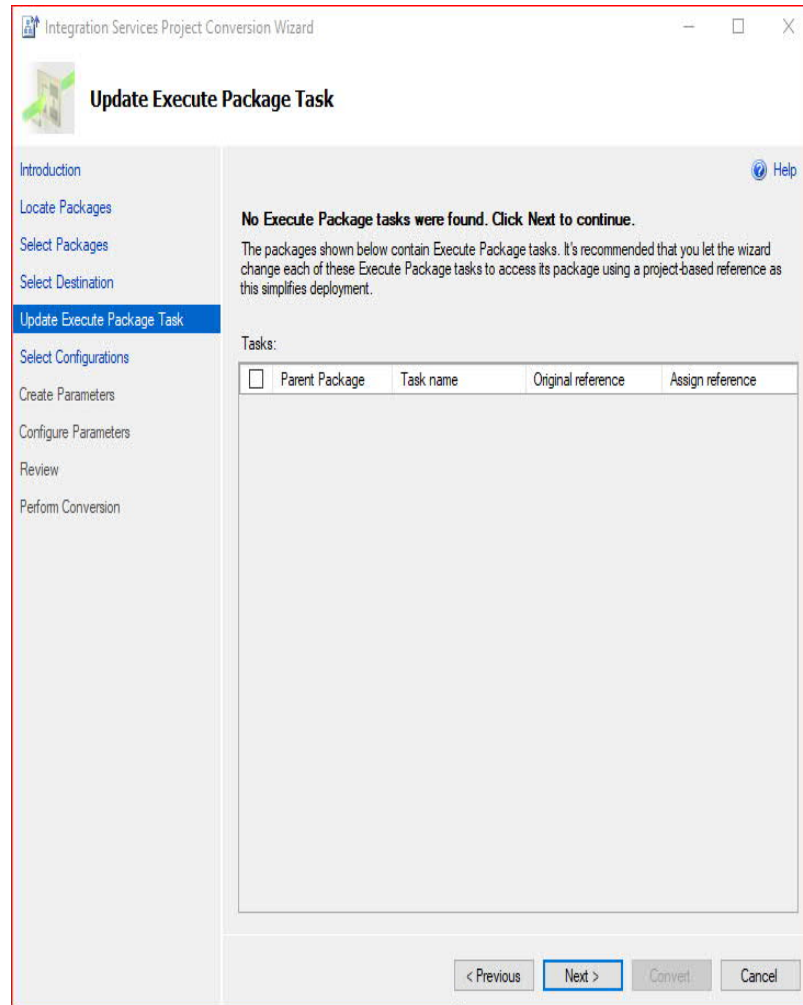 Integration Services Project Conversion Wizard
Update Execute Package Task
Introduction
Locate Packages
Select Packages
Select Destination
Update Execute Package Task
Select Configurations
Create Parameters
Configure Parameters
Review
Perform Conversion
Help
No Execute Package tasks were found. Click Next to continue.
The packages shown below contain Execute Package tasks. It's recommended that you let the wizard
change each of these Execute Package tasks to access its package using a project-based reference as
this simplifies deployment.
Tasks:
Parent Package Task name Original reference Assign reference
< Previous Next > Convert Cancel